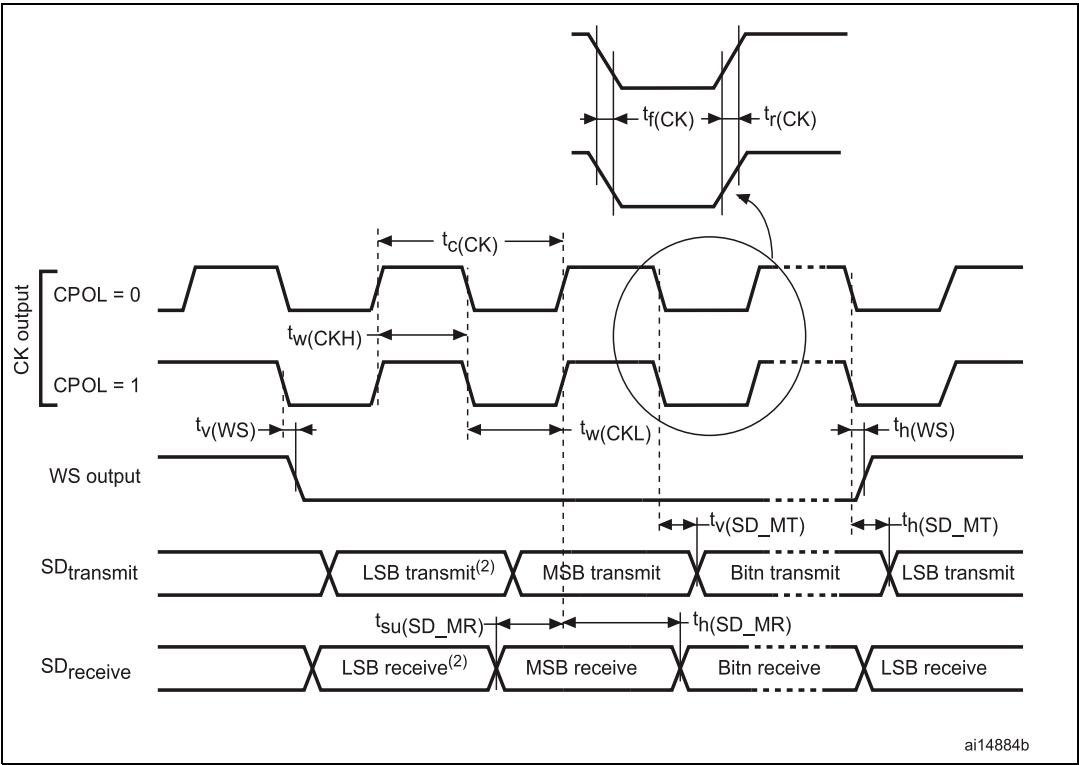 tf(CK) tr(CK)
tc(CK)
CK output
CPOL = 0
tw(CKH)
CPOL = 1
tv(WS) tw(CKL) th(WS)
WS output
tv(SD_MT) th(SD_MT)
SDtransmit LSB transmit(2) MSB transmit Bitn transmit LSB transmit
tsu(SD_MR) th(SD_MR)
SDreceive LSB receive(2) MSB receive Bitn receive LSB receive
ai14884b